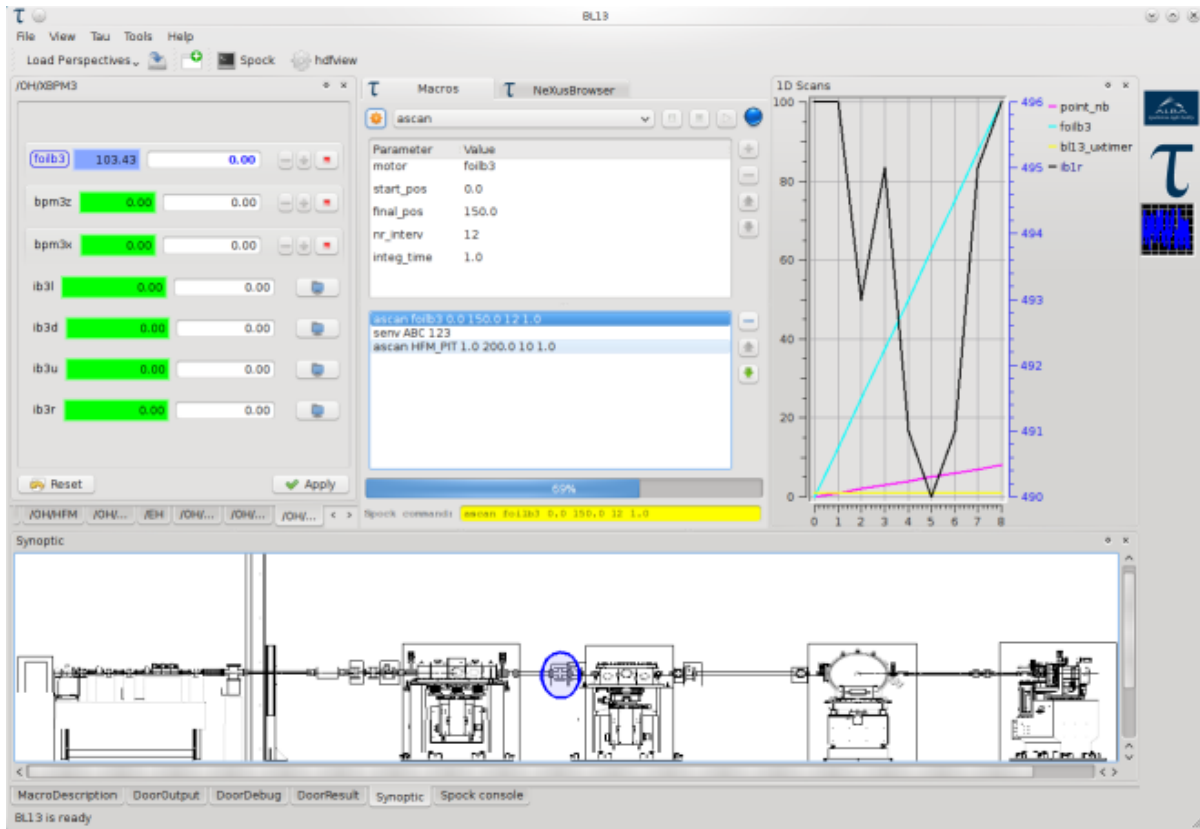 BL13
File View Tau Tools Help
Load Perspectives Spock hdfview
/OH/XBPM3
foilb3 103.43 0.00
bpm3z 0.00 0.00
bpm3x 0.00 0.00
ib3l 0.00 0.00
ib3d 0.00 0.00
ib3u 0.00 0.00
ib3r 0.00 0.00
Reset Apply
/OH/HFM /OH/... /EH /OH/... /OH/... /OH/...
Macros NeXusBrowser
ascan
Parameter Value
motor foilb3
start_pos 0.0
final_pos 150.0
nr_interv 12
integ_time 1.0
ascan foilb3 0.0 150.0 12 1.0
senv ABC 123
ascan HFM_PIT 1.0 200.0 10 1.0
69%
Spock command: ascan foilb3 0.0 150.0 12 1.0
1D Scans
100 496
80 495
494
60
493
40 492
20 491
0 490
0 1 2 3 4 5 6 7 8
point_nb
foilb3
bl13_uxtimer
ib1r
ALBA
Synoptic
MacroDescription DoorOutput DoorDebug DoorResult Synoptic Spock console
BL13 is ready